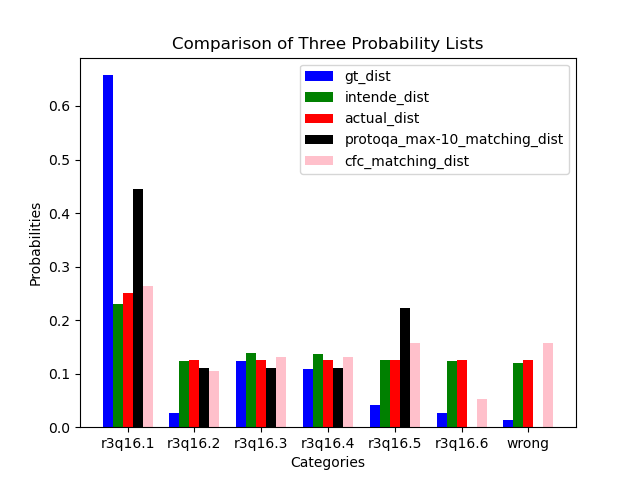 Comparison of Three Probability Lists
gt_dist
intende_dist
actual_dist
protoqa_max-10_matching_dist
cfc_matching_dist
Probabilities
0.6
0.5
0.4
0.3
0.2
0.1
0.0
r3q16.1 r3q16.2 r3q16.3 r3q16.4 r3q16.5 r3q16.6 wrong
Categories